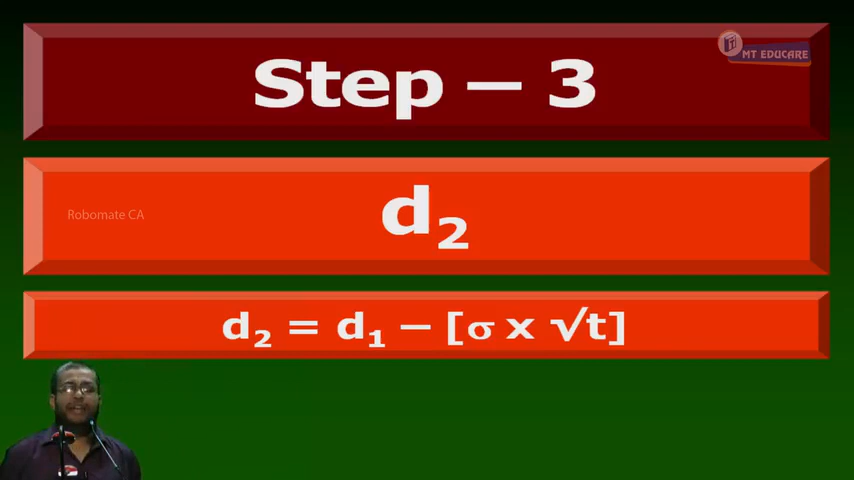 MT EDUCARE
Step – 3
Robomate CA
d₂
d₂ = d₁ – [σ x √t]